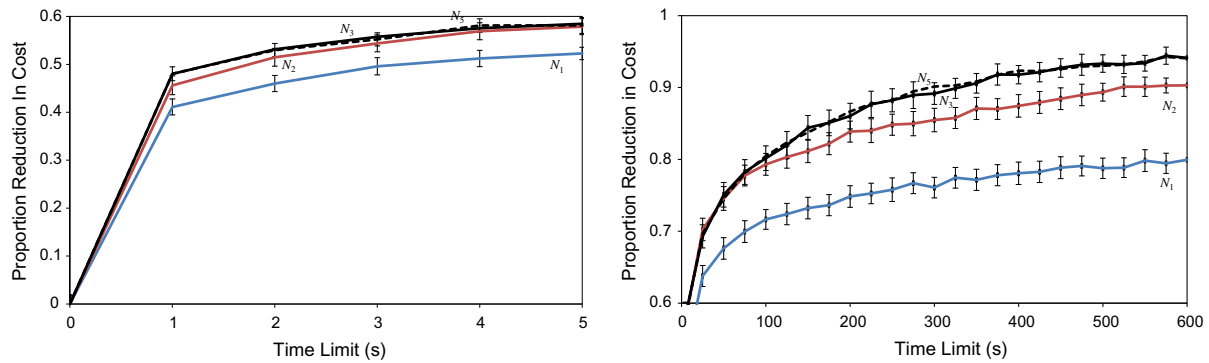 0.6
0.5
0.4
0.3
0.2
0.1
0
Proportion Reduction In Cost
N3
N5
N2
N1
0 1 2 3 4 5
Time Limit (s)
1
0.9
0.8
0.7
0.6
Proportion Reduction in Cost
N5
N3
N2
N1
0 100 200 300 400 500 600
Time Limit (s)